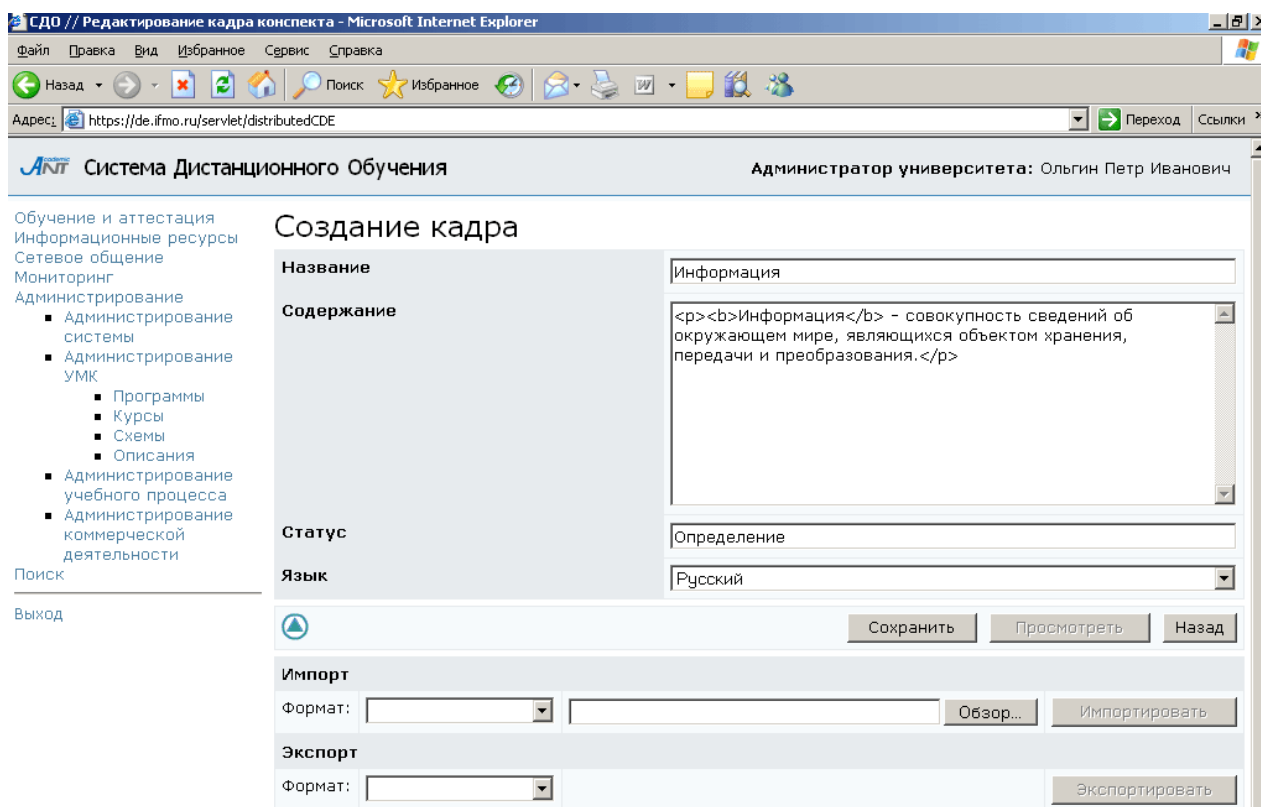 СДО // Редактирование кадра конспекта - Microsoft Internet Explorer
Файл Правка Вид Избранное Сервис Справка
Назад Поиск Избранное
Адрес: https://de.ifmo.ru/servlet/distributedCDE Переход Ссылки »
Academic ANT Система Дистанционного Обучения Администратор университета: Ольгин Петр Иванович
Обучение и аттестация
Информационные ресурсы
Сетевое общение
Мониторинг
Администрирование
Администрирование
системы
Администрирование
УМК
Программы
Курсы
Схемы
Описания
Администрирование
учебного процесса
Администрирование
коммерческой
деятельности
Поиск
Выход
Создание кадра
Название Информация
Содержание <p><b>Информация</b> - совокупность сведений об
окружающем мире, являющихся объектом хранения,
передачи и преобразования.</p>
Статус Определение
Язык Русский
Сохранить Просмотреть Назад
Импорт
Формат: Обзор... Импортировать
Экспорт
Формат: Экспортировать